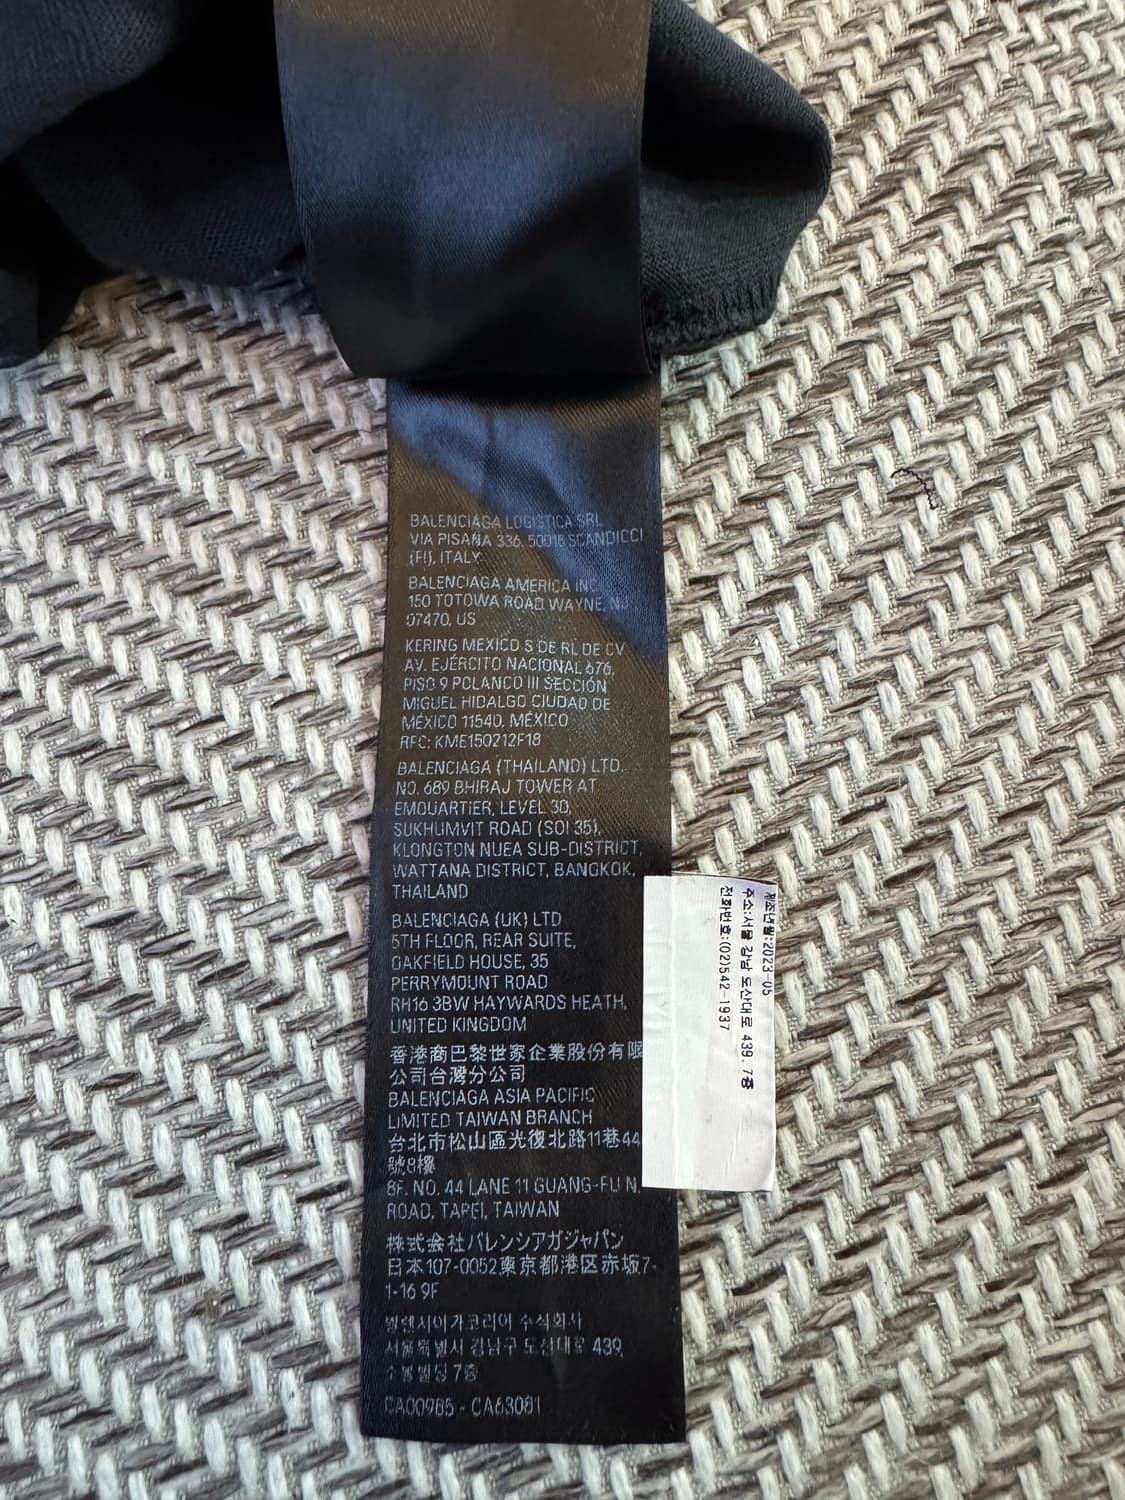 BALENCIAGA LOGISTICA SRL
VIA PISANA 336, 50018 SCANDICCI
(FI), ITALY
BALENCIAGA AMERICA INC
150 TOTOWA ROAD, WAYNE, NJ
07470, US
KERING MEXICO S DE RL DE CV
AV. EJÉRCITO NACIONAL 676,
PISO 9 POLANCO III SECCIÓN
MIGUEL HIDALGO CIUDAD DE
MÉXICO 11540, MÉXICO
RFC: KME150212F18
BALENCIAGA (THAILAND) LTD.
NO. 689 BHIRAJ TOWER AT
EMQUARTIER, LEVEL 30,
SUKHUMVIT ROAD (SOI 35),
KLONGTON NUEA SUB-DISTRICT,
WATTANA DISTRICT, BANGKOK,
THAILAND
BALENCIAGA (UK) LTD
5TH FLOOR, REAR SUITE,
OAKFIELD HOUSE, 35
PERRYMOUNT ROAD
RH16 3BW HAYWARDS HEATH,
UNITED KINGDOM
香港商巴黎世家企業股份有限
公司台灣分公司
BALENCIAGA ASIA PACIFIC
LIMITED TAIWAN BRANCH
台北市松山區光復北路11巷44
號8樓
8F. NO. 44 LANE 11 GUANG-FU N.
ROAD, TAPEI, TAIWAN
株式会社バレンシアガジャパン
日本107-0052東京都港区赤坂7-
1-16 9F
발렌시아가코리아 주식회사
서울특별시 강남구 도산대로 439,
7층
CA00985 - CA63081
제조년월:2023-05
주소:서울 강남 도산대로 439, 7층
전화번호:(02)542-1937